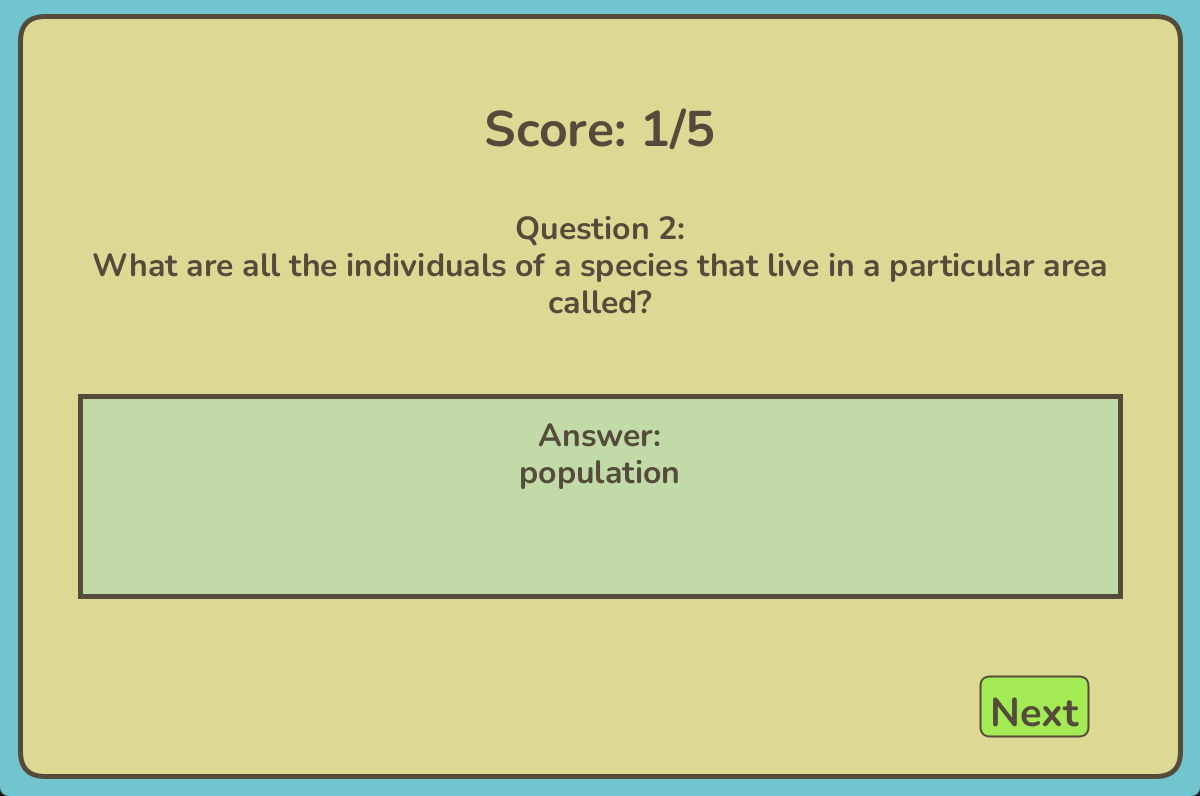 Score: 1/5
Question 2:
What are all the individuals of a species that live in a particular area
called?
Answer:
population
Next